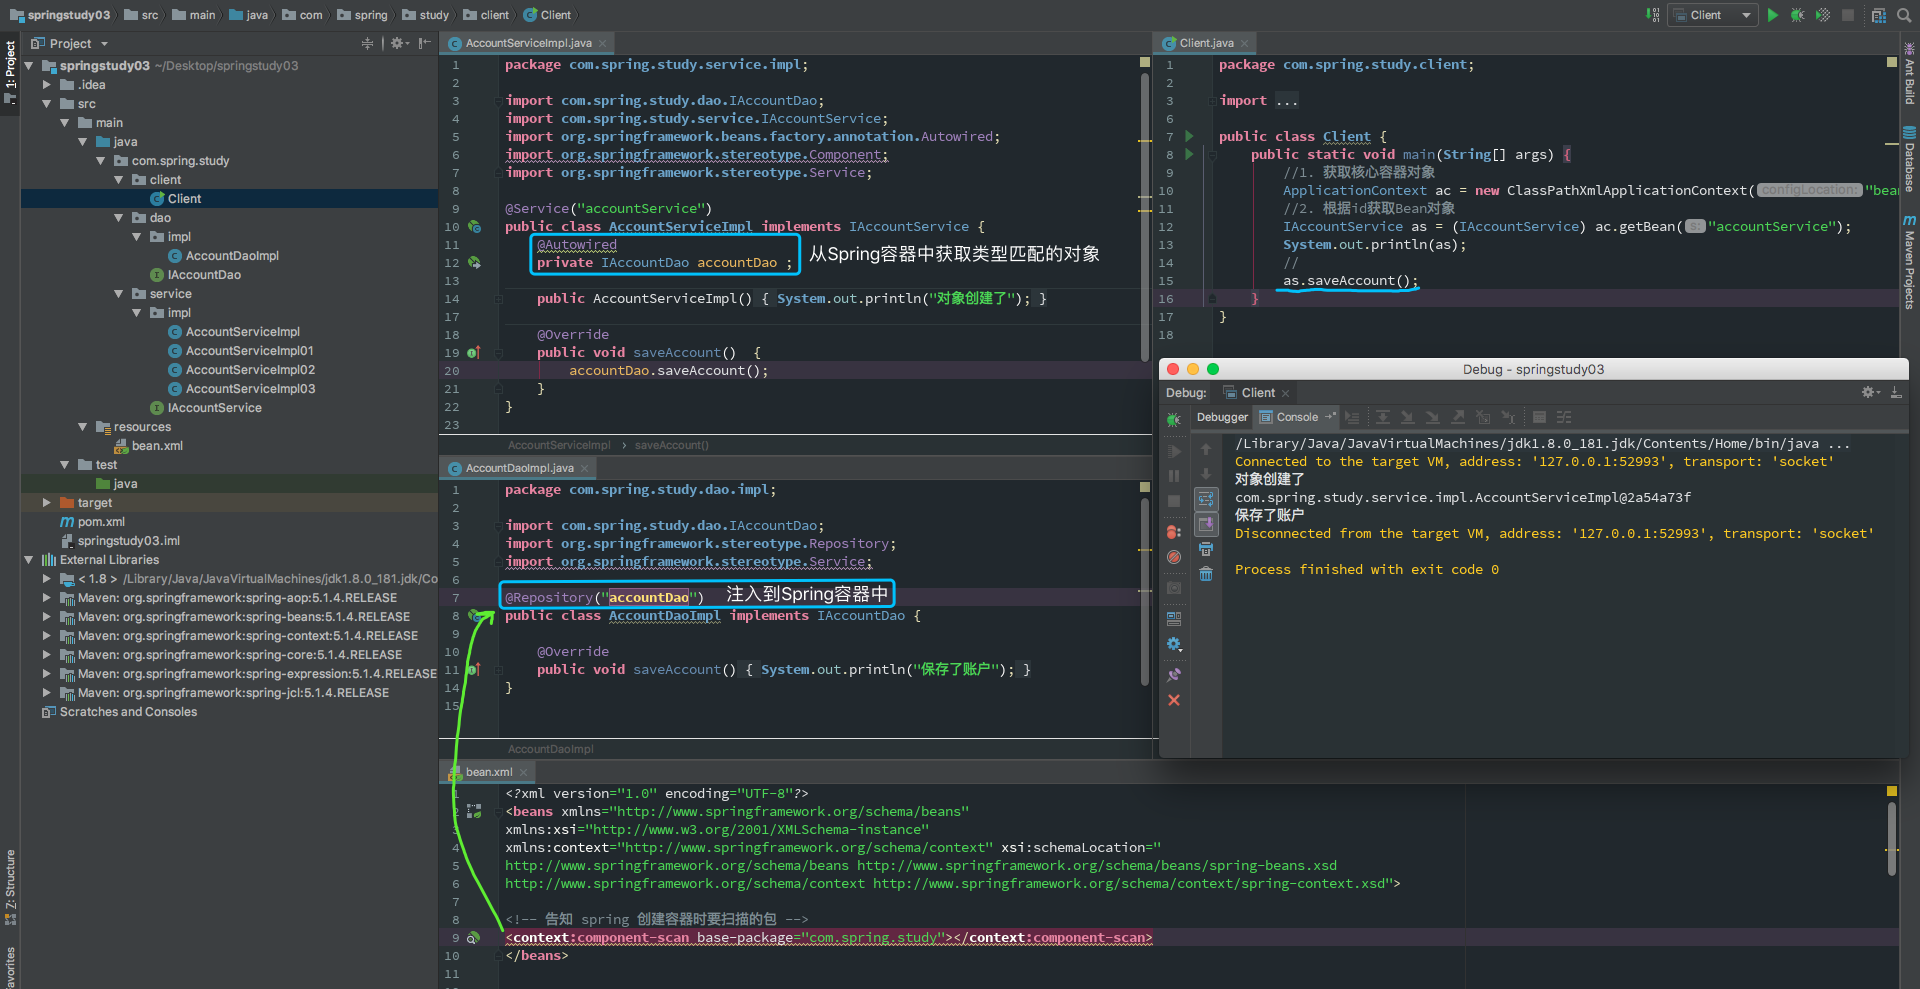 springstudy03 src main java com spring study client Client
Client
1: Project
Z: Structure
avorites
Project
springstudy03 ~/Desktop/springstudy03
.idea
src
main
java
com.spring.study
client
Client
dao
impl
AccountDaoImpl
IAccountDao
service
impl
AccountServiceImpl
AccountServiceImpl01
AccountServiceImpl02
AccountServiceImpl03
IAccountService
resources
bean.xml
test
java
target
pom.xml
springstudy03.iml
External Libraries
< 1.8 > /Library/Java/JavaVirtualMachines/jdk1.8.0_181.jdk/Co
Maven: org.springframework:spring-aop:5.1.4.RELEASE
Maven: org.springframework:spring-beans:5.1.4.RELEASE
Maven: org.springframework:spring-context:5.1.4.RELEASE
Maven: org.springframework:spring-core:5.1.4.RELEASE
Maven: org.springframework:spring-expression:5.1.4.RELEASE
Maven: org.springframework:spring-jcl:5.1.4.RELEASE
Scratches and Consoles
AccountServiceImpl.java
1 package com.spring.study.service.impl;
2
3 import com.spring.study.dao.IAccountDao;
4 import com.spring.study.service.IAccountService;
5 import org.springframework.beans.factory.annotation.Autowired;
6 import org.springframework.stereotype.Component;
7 import org.springframework.stereotype.Service;
8
9 @Service("accountService")
10 public class AccountServiceImpl implements IAccountService {
11 @Autowired
12 private IAccountDao accountDao ;
从Spring容器中获取类型匹配的对象
13
14 public AccountServiceImpl() { System.out.println("对象创建了"); }
17
18 @Override
19 public void saveAccount()  {
20 accountDao.saveAccount();
21 }
22 }
23
AccountServiceImpl > saveAccount()
AccountDaoImpl.java
1 package com.spring.study.dao.impl;
2
3 import com.spring.study.dao.IAccountDao;
4 import org.springframework.stereotype.Repository;
5 import org.springframework.stereotype.Service;
6
7 @Repository("accountDao") 注入到Spring容器中
8 public class AccountDaoImpl implements IAccountDao {
9
10 @Override
11 public void saveAccount() { System.out.println("保存了账户"); }
14 }
15
AccountDaoImpl
bean.xml
1 <?xml version="1.0" encoding="UTF-8"?>
2 <beans xmlns="http://www.springframework.org/schema/beans"
3 xmlns:xsi="http://www.w3.org/2001/XMLSchema-instance"
4 xmlns:context="http://www.springframework.org/schema/context" xsi:schemaLocation="
5 http://www.springframework.org/schema/beans http://www.springframework.org/schema/beans/spring-beans.xsd
6 http://www.springframework.org/schema/context http://www.springframework.org/schema/context/spring-context.xsd">
7
8 <!-- 告知 spring 创建容器时要扫描的包 -->
9 <context:component-scan base-package="com.spring.study"></context:component-scan>
10 </beans>
11
Client.java
1 package com.spring.study.client;
2
3 import ...
6
7 public class Client {
8 public static void main(String[] args) {
9 //1. 获取核心容器对象
10 ApplicationContext ac = new ClassPathXmlApplicationContext( configLocation: "bea
11 //2. 根据id获取Bean对象
12 IAccountService as = (IAccountService) ac.getBean( s: "accountService");
13 System.out.println(as);
14 //
15 as.saveAccount();
16 }
17 }
18
Debug - springstudy03
Debug: Client
Debugger Console
/Library/Java/JavaVirtualMachines/jdk1.8.0_181.jdk/Contents/Home/bin/java ...
Connected to the target VM, address: '127.0.0.1:52993', transport: 'socket'
对象创建了
com.spring.study.service.impl.AccountServiceImpl@2a54a73f
保存了账户
Disconnected from the target VM, address: '127.0.0.1:52993', transport: 'socket'
Process finished with exit code 0
Ant Build
Database
Maven Projects